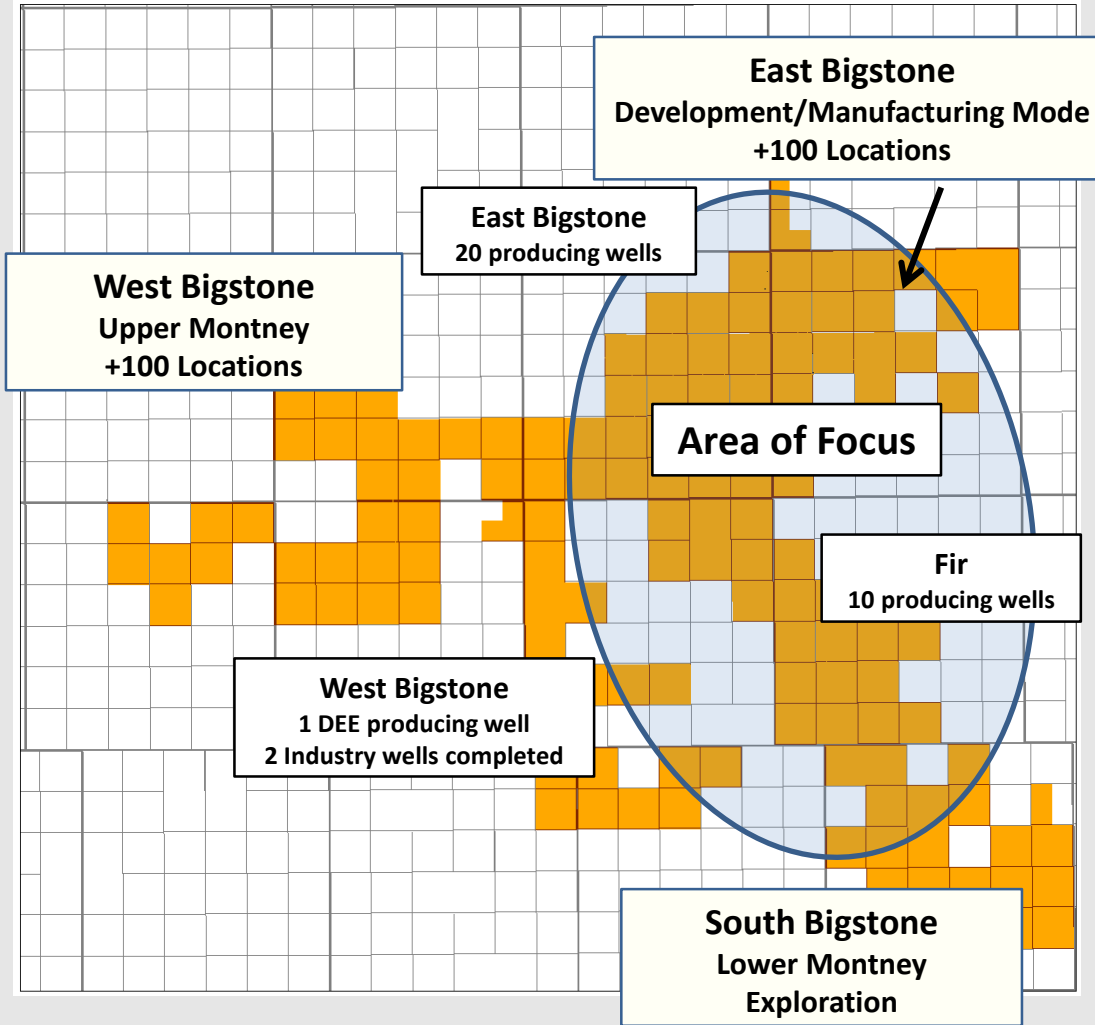 East Bigstone
Development/Manufacturing Mode
+100 Locations
East Bigstone
20 producing wells
West Bigstone
Upper Montney
+100 Locations
Area of Focus
Fir
10 producing wells
West Bigstone
1 DEE producing well
2 Industry wells completed
South Bigstone
Lower Montney
Exploration